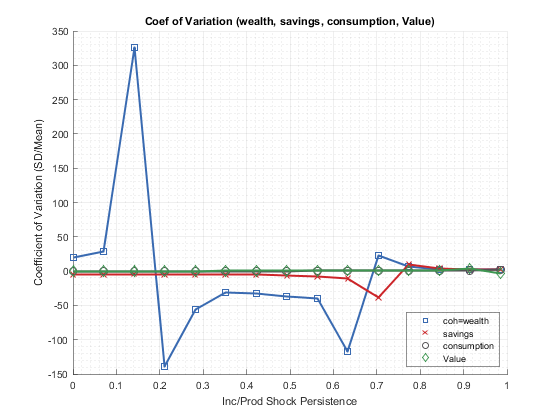 Coef of Variation (wealth, savings, consumption, Value)
350
300
250
200
150
100
50
0
-50
-100
-150
Coefficient of Variation (SD/Mean)
0 0.1 0.2 0.3 0.4 0.5 0.6 0.7 0.8 0.9 1
Inc/Prod Shock Persistence
coh=wealth
savings
consumption
Value